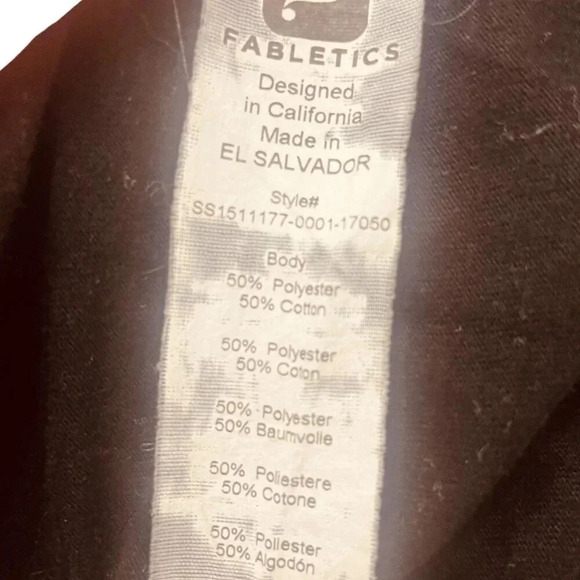 FABLETICS
Designed
in California
Made in
EL SALVADOR
Style#
SS1511177-0001-17050
Body
50% Polyester
50% Cotton
50% Polyester
50% Coton
50% Polyester
50% Baumvolle
50% Poliestere
50% Cotone
50% Poliester
50% Algodón